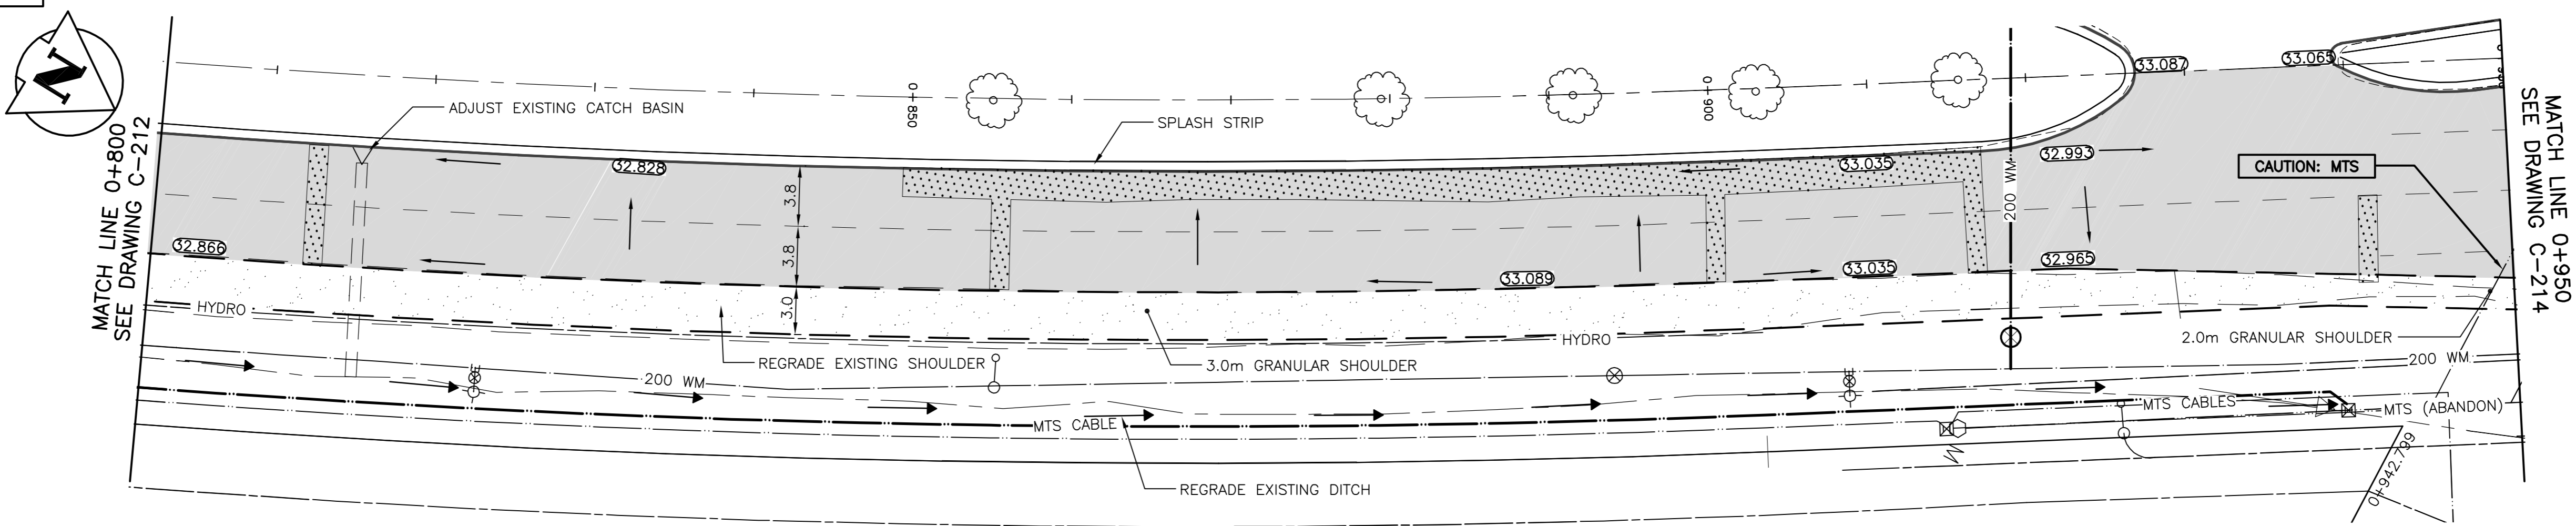 N
MATCH LINE 0+800
SEE DRAWING C-212
ADJUST EXISTING CATCH BASIN
0+850
SPLASH STRIP
0+900
33.087
33.065
MATCH LINE 0+950
SEE DRAWING C-214
32.828
33.035
32.993
CAUTION: MTS
3.8
200 WM
32.866
3.8
33.089
33.035
32.965
3.0
HYDRO
HYDRO
REGRADE EXISTING SHOULDER
3.0m GRANULAR SHOULDER
2.0m GRANULAR SHOULDER
200 WM
200 WM
MTS CABLE
MTS CABLES
MTS (ABANDON)
REGRADE EXISTING DITCH
0+942.799